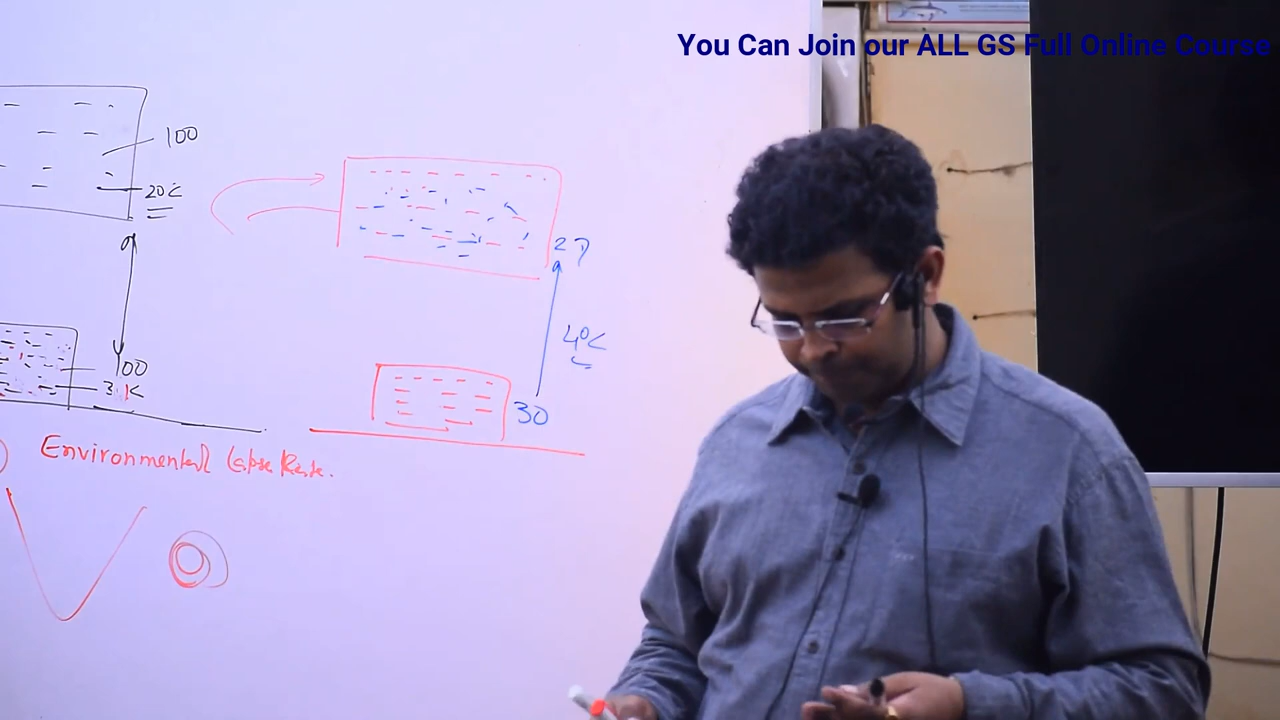 You Can Join our ALL GS Full Online Course
100
20C
27
4°C
100
30
Environmental Lapse Rate.